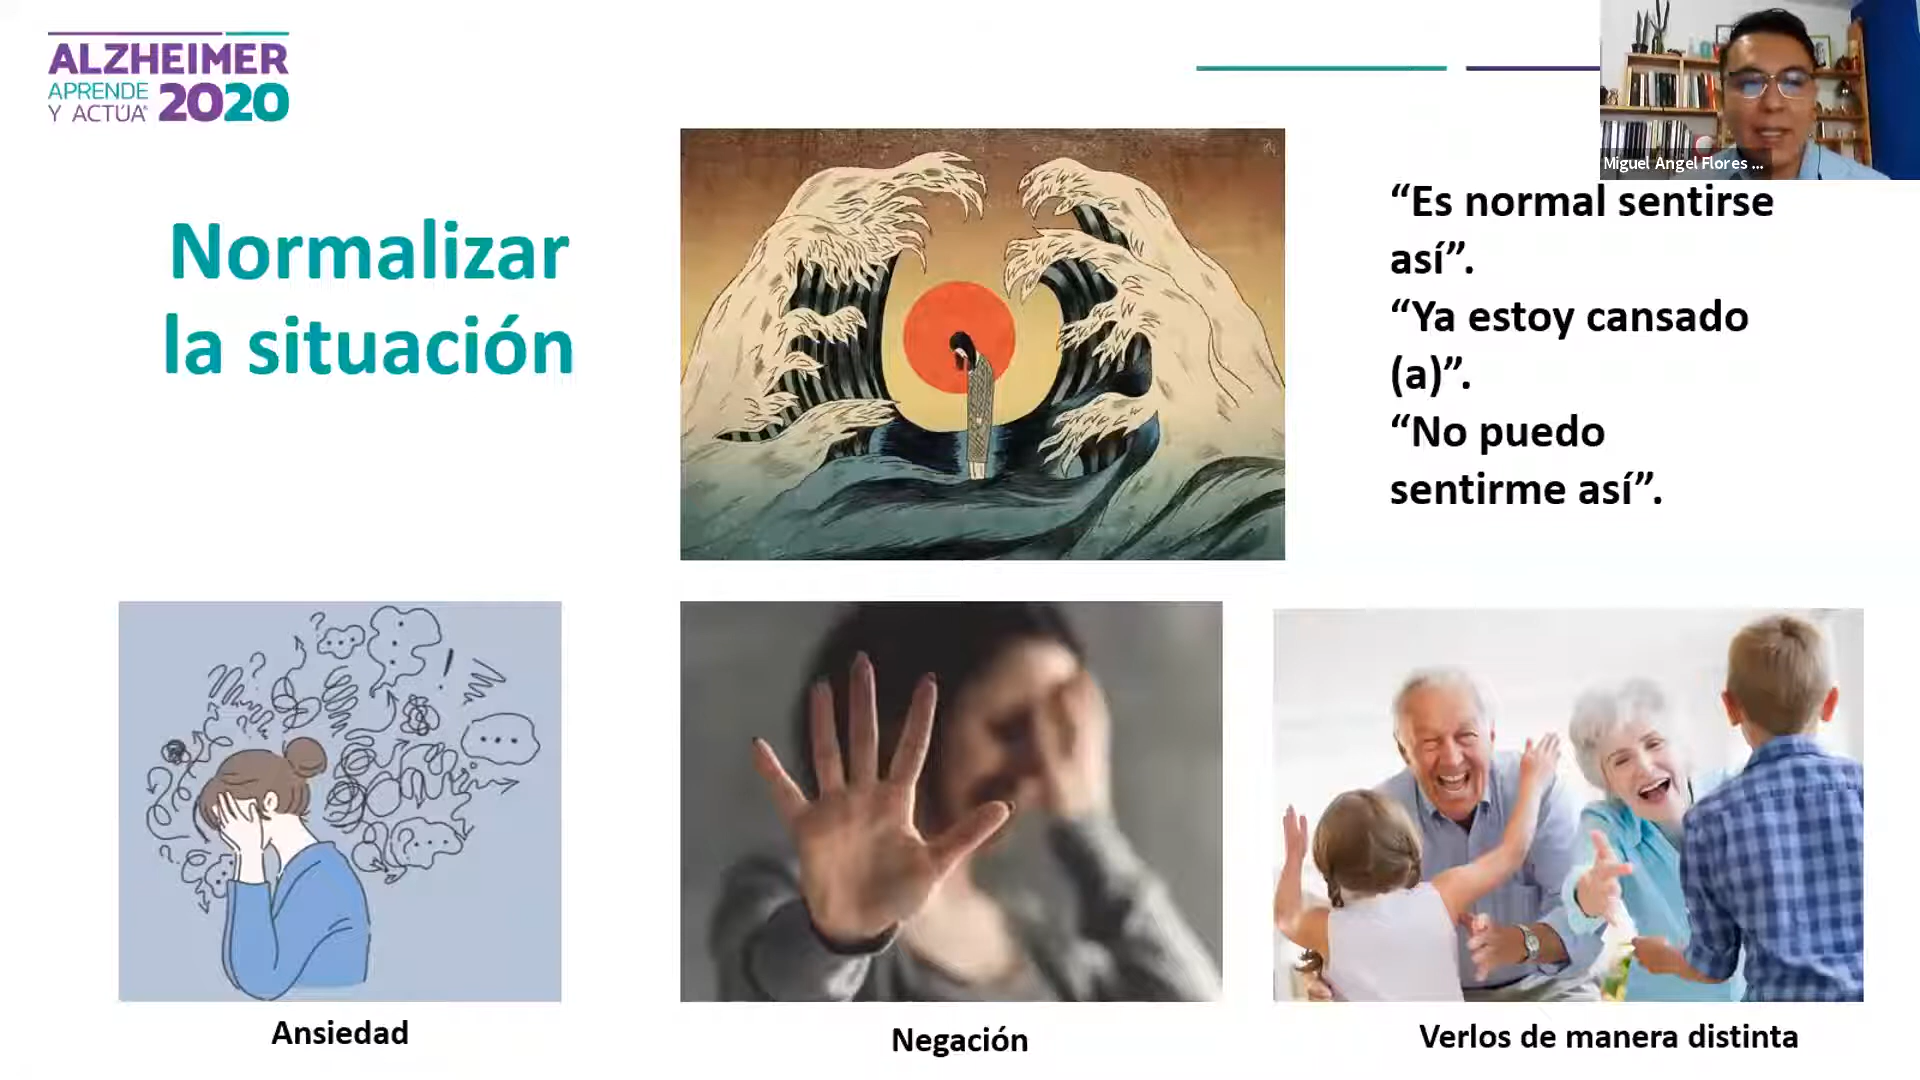 ALZHEIMER
APRENDE
Y ACTÚA® 2020
Miguel Angel Flores ...
Normalizar
la situación
“Es normal sentirse
así”.
“Ya estoy cansado
(a)”.
“No puedo
sentirme así”.
Ansiedad
Negación
Verlos de manera distinta